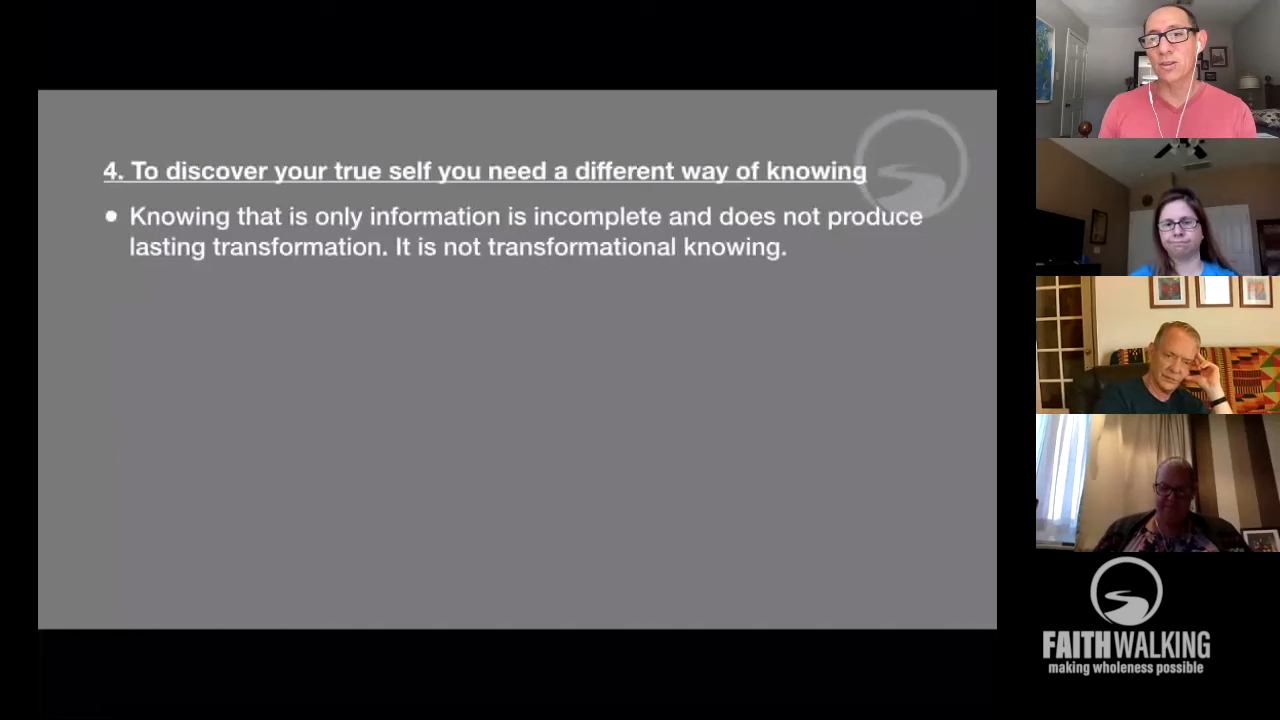 4. To discover your true self you need a different way of knowing
● Knowing that is only information is incomplete and does not produce
lasting transformation. It is not transformational knowing.
FAITHWALKING
making wholeness possible